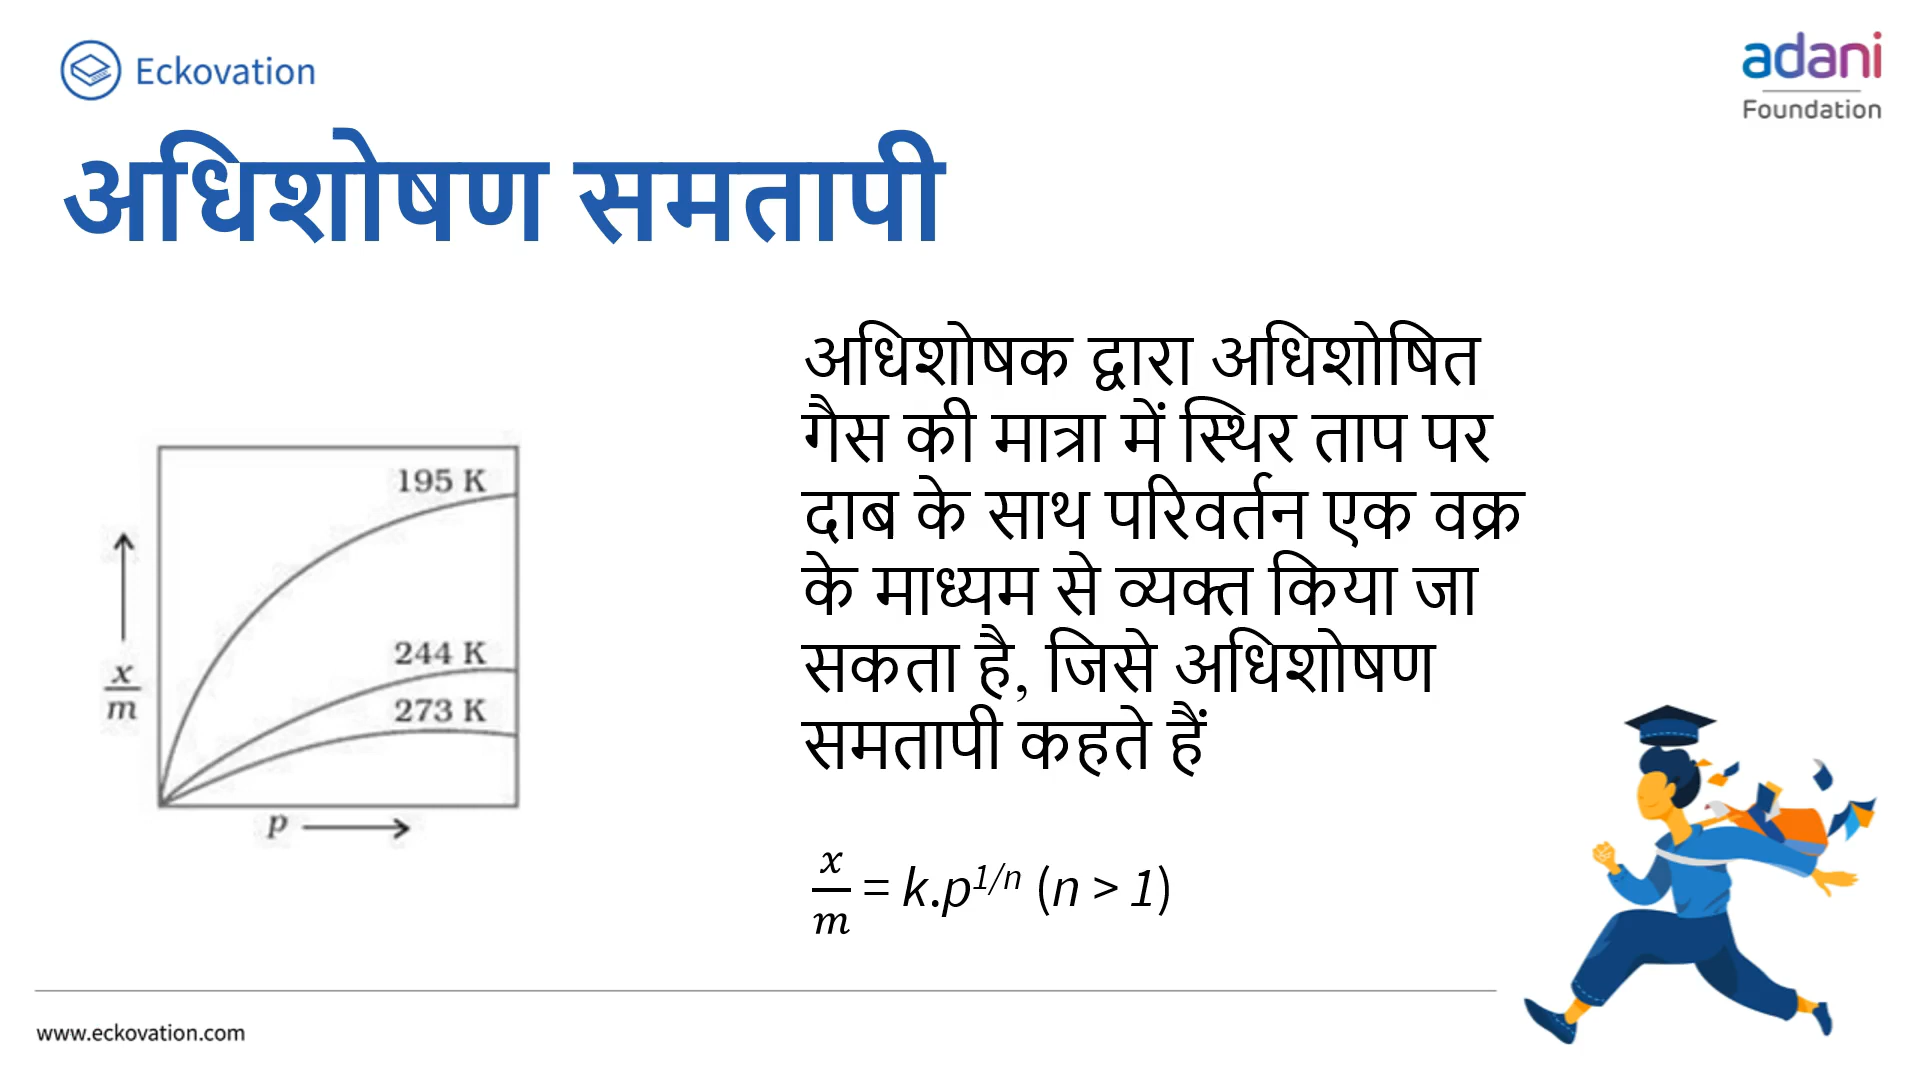 Eckovation
adani
Foundation
अधिशोषण समतापी
195 K
244 K
273 K
x/m
p
अधिशोषक द्वारा अधिशोषित
गैस की मात्रा में स्थिर ताप पर
दाब के साथ परिवर्तन एक वक्र
के माध्यम से व्यक्त किया जा
सकता है, जिसे अधिशोषण
समतापी कहते हैं
x/m = k.p^1/n (n > 1)
www.eckovation.com